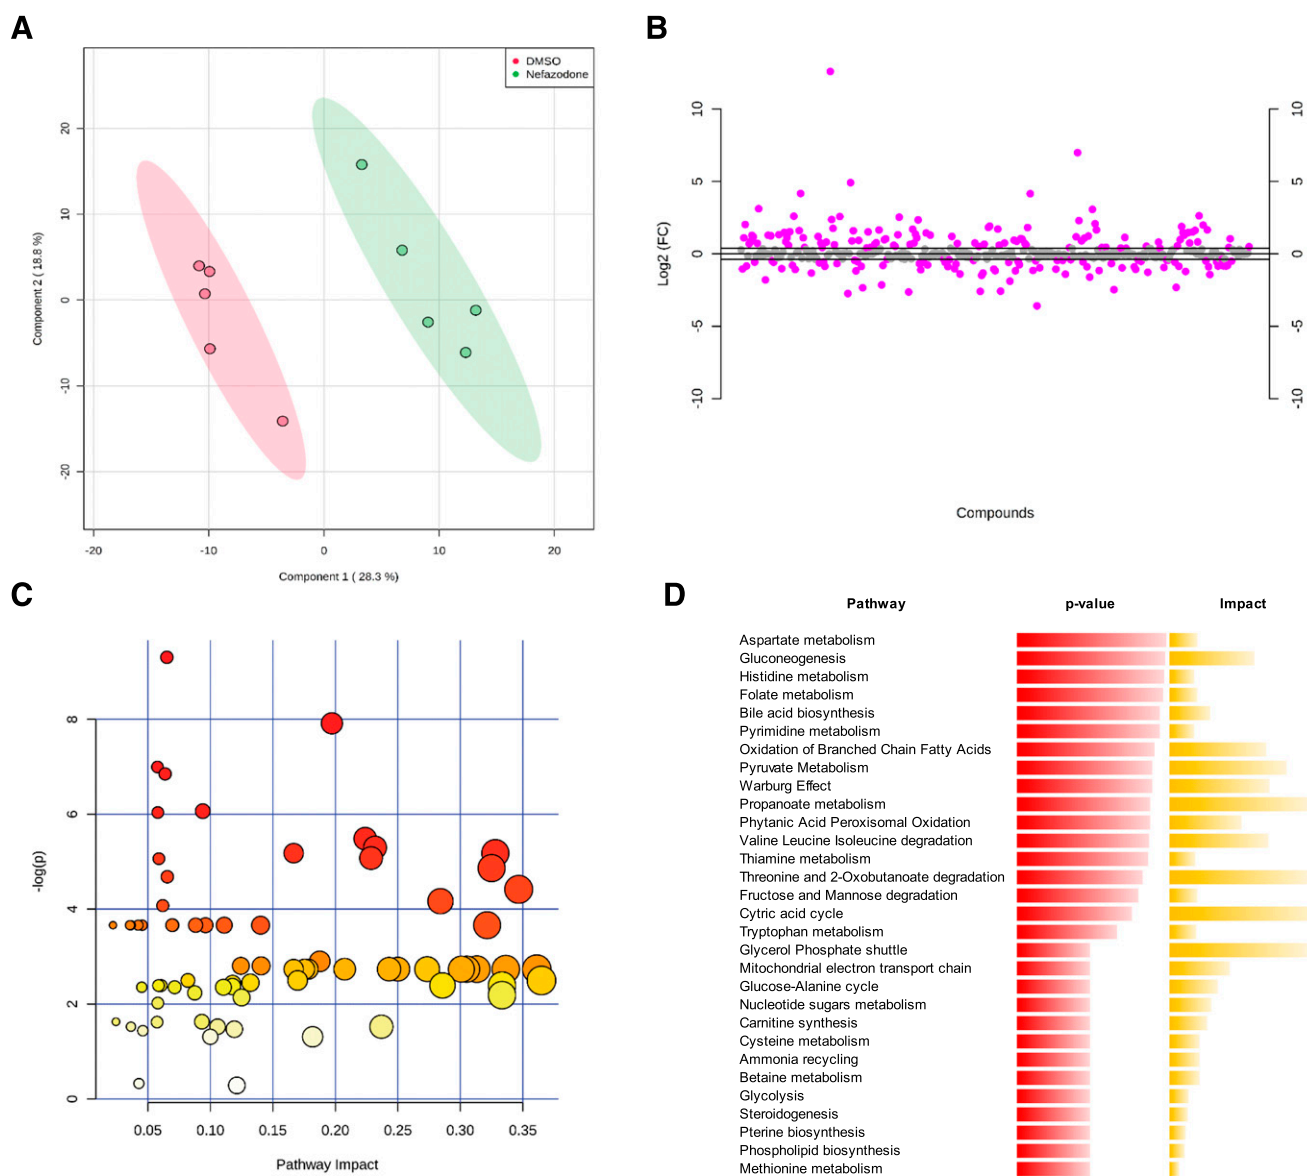 A
DMSO
Nefazodone
20
10
0
-10
-20
Component 2 ( 18.8 %)
-20
-10
0
10
20
Component 1 ( 28.3 %)
B
10
5
0
-5
-10
Log2 (FC)
10
5
0
-5
-10
Compounds
C
8
6
4
2
0
-log(p)
0.05
0.10
0.15
0.20
0.25
0.30
0.35
Pathway Impact
D
Pathway p-value Impact
Aspartate metabolism
Gluconeogenesis
Histidine metabolism
Folate metabolism
Bile acid biosynthesis
Pyrimidine metabolism
Oxidation of Branched Chain Fatty Acids
Pyruvate Metabolism
Warburg Effect
Propanoate metabolism
Phytanic Acid Peroxisomal Oxidation
Valine Leucine Isoleucine degradation
Thiamine metabolism
Threonine and 2-Oxobutanoate degradation
Fructose and Mannose degradation
Cytric acid cycle
Tryptophan metabolism
Glycerol Phosphate shuttle
Mitochondrial electron transport chain
Glucose-Alanine cycle
Nucleotide sugars metabolism
Carnitine synthesis
Cysteine metabolism
Ammonia recycling
Betaine metabolism
Glycolysis
Steroidogenesis
Pterine biosynthesis
Phospholipid biosynthesis
Methionine metabolism